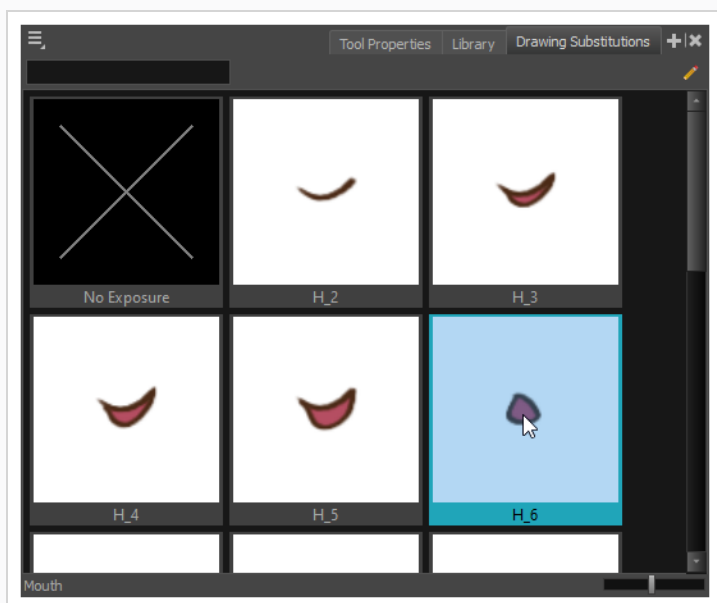 Tool Properties Library Drawing Substitutions
No Exposure H_2 H_3
H_4 H_5 H_6
Mouth